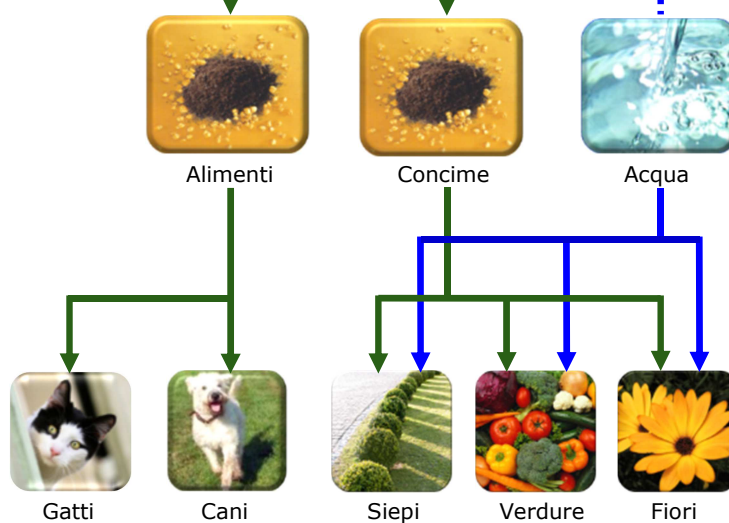 Alimenti
Concime
Acqua
Gatti
Cani
Siepi
Verdure
Fiori